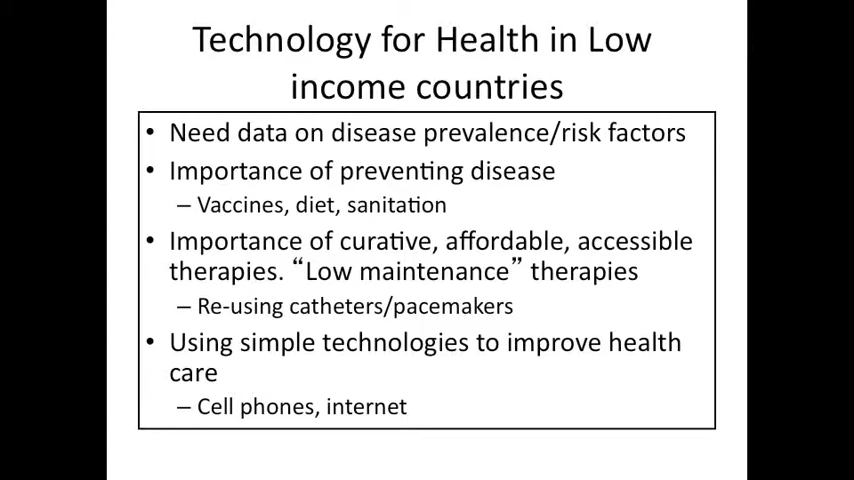 Technology for Health in Low
income countries
• Need data on disease prevalence/risk factors
• Importance of preventing disease
– Vaccines, diet, sanitation
• Importance of curative, affordable, accessible
therapies. “Low maintenance” therapies
– Re-using catheters/pacemakers
• Using simple technologies to improve health
care
– Cell phones, internet